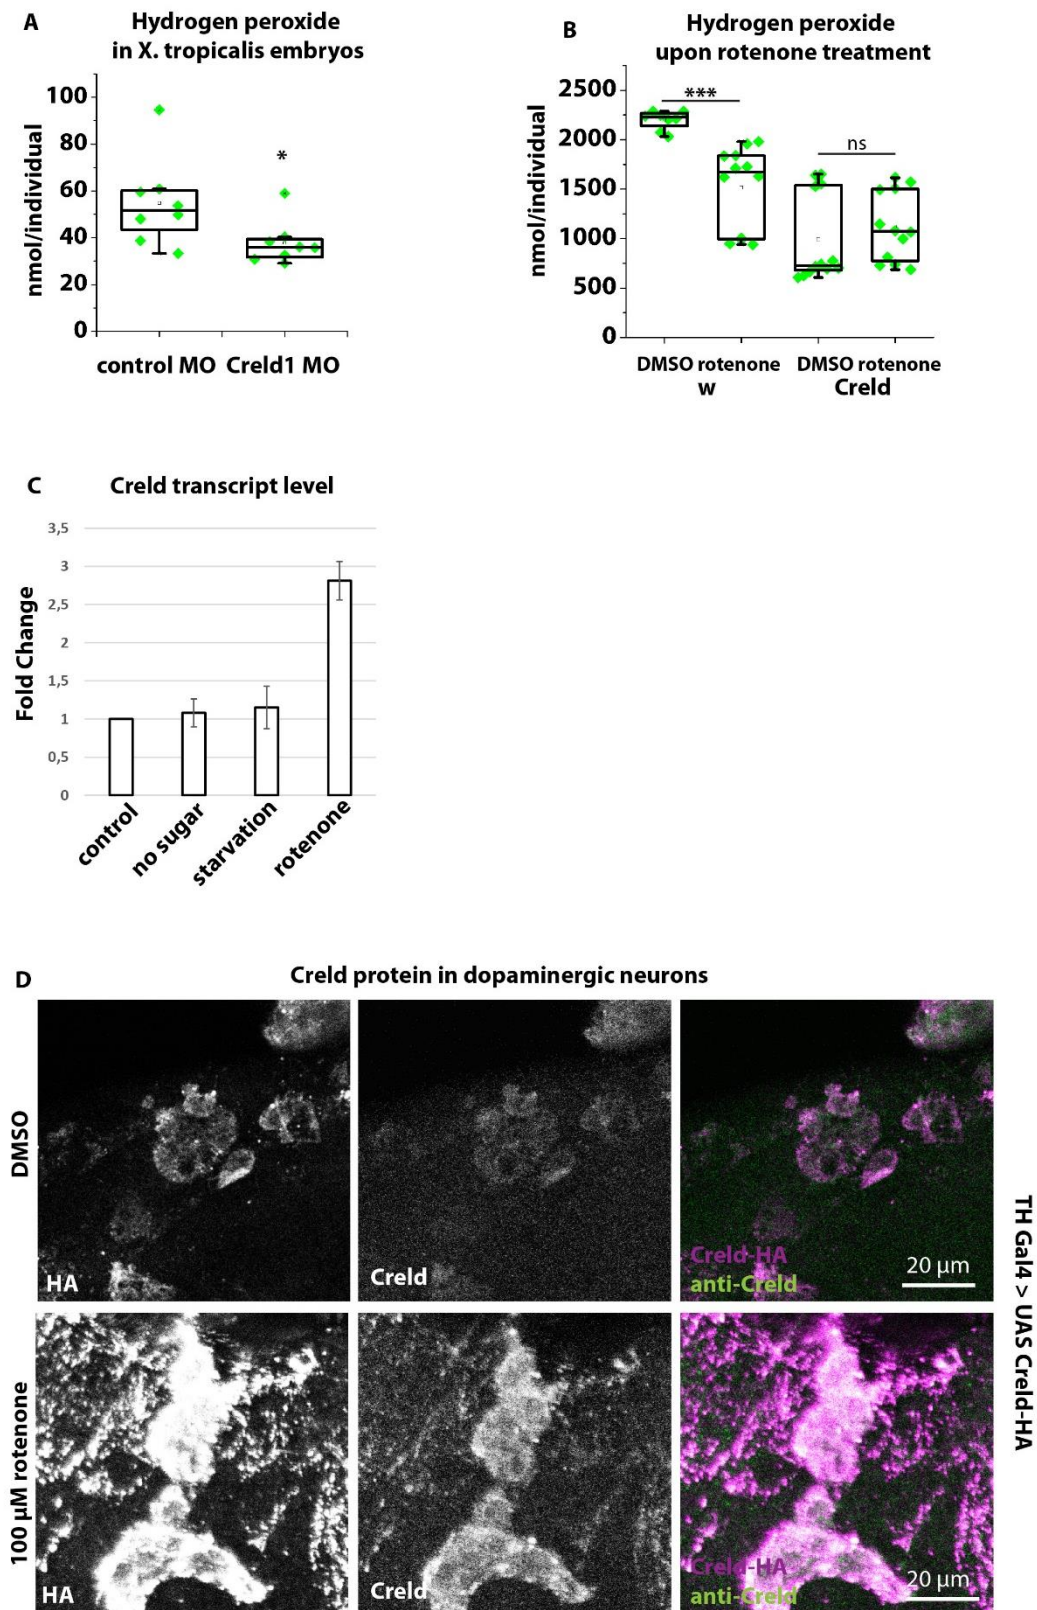 A
Hydrogen peroxide
in X. tropicalis embryos
nmol/individual
100
80
60
40
20
0
*
control MO Creld1 MO
B
Hydrogen peroxide
upon rotenone treatment
nmol/individual
2500
2000
1500
1000
500
0
***
ns
DMSO rotenone DMSO rotenone
w Creld
C Creld transcript level
Fold Change
3,5
3
2,5
2
1,5
1
0,5
0
control
no sugar
starvation
rotenone
D Creld protein in dopaminergic neurons
DMSO
HA
Creld
Creld-HA
anti-Creld
20 µm
100 µM rotenone
HA
Creld
Creld-HA
anti-Creld
20 µm
TH Gal4 > UAS Creld-HA